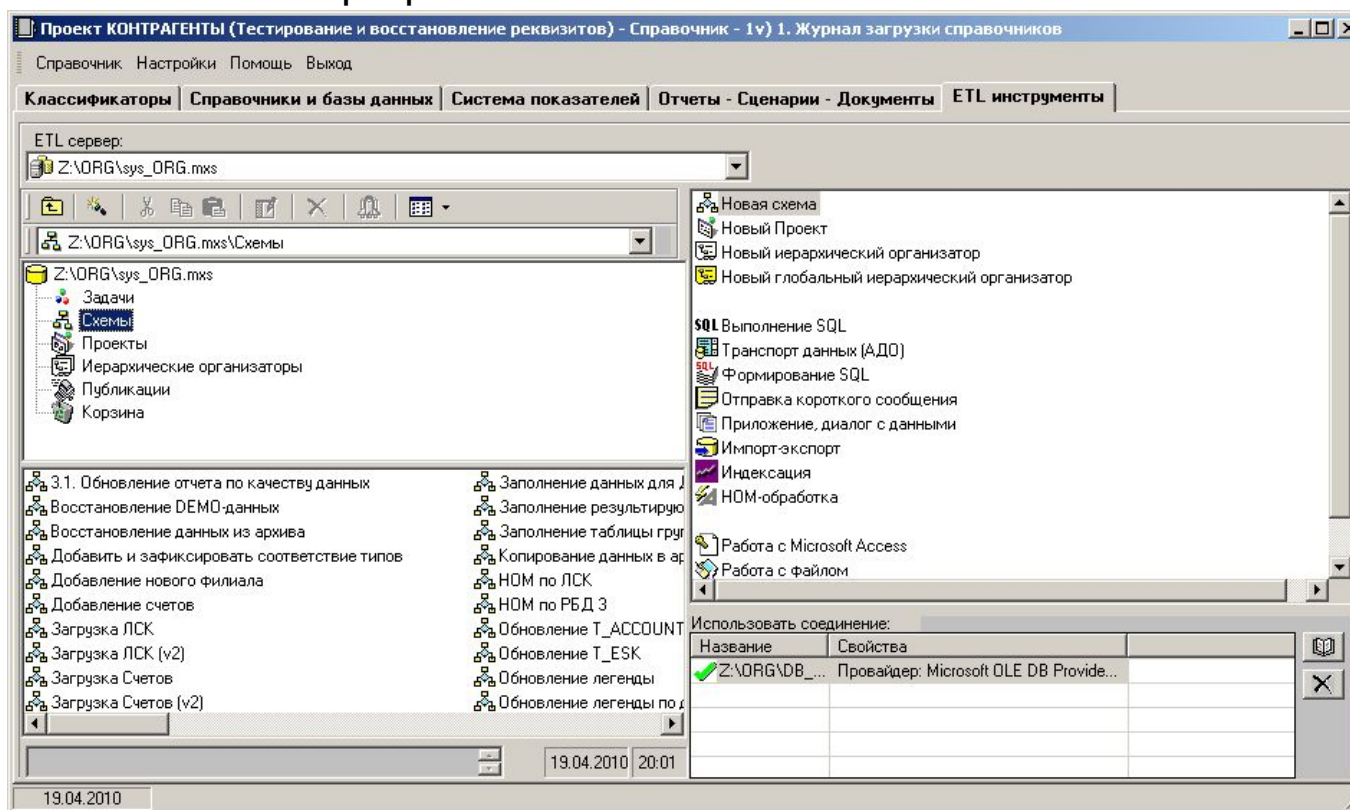 Проект КОНТРАГЕНТЫ (Тестирование и восстановление реквизитов) - Справочник - 1v) 1. Журнал загрузки справочников
Справочник Настройки Помощь Выход
Классификаторы Справочники и базы данных Система показателей Отчеты - Сценарии - Документы ETL инструменты
ETL сервер:
Z:\ORG\sys_ORG.mxs
Z:\ORG\sys_ORG.mxs\Схемы
Z:\ORG\sys_ORG.mxs
Задачи
Схемы
Проекты
Иерархические организаторы
Публикации
Корзина
3.1. Обновление отчета по качеству данных
Восстановление DEMO-данных
Восстановление данных из архива
Добавить и зафиксировать соответствие типов
Добавление нового филиала
Добавление счетов
Загрузка ЛСК
Загрузка ЛСК (v2)
Загрузка Счетов
Загрузка Счетов (v2)
Заполнение данных для
Заполнение результирую
Заполнение таблицы гру
Копирование данных в ар
НОМ по ЛСК
НОМ по РБД 3
Обновление T_ACCOUNT
Обновление T_ESK
Обновление легенды
Обновление легенды по
19.04.2010 20:01
Новая схема
Новый Проект
Новый иерархический организатор
Новый глобальный иерархический организатор
SQL Выполнение SQL
Транспорт данных (АДО)
SQL Формирование SQL
Отправка короткого сообщения
Приложение, диалог с данными
Импорт-экспорт
Индексация
НОМ-обработка
Работа с Microsoft Access
Работа с файлом
Использовать соединение:
Название Свойства
Z:\ORG\DB_... Провайдер: Microsoft OLE DB Provide...
19.04.2010